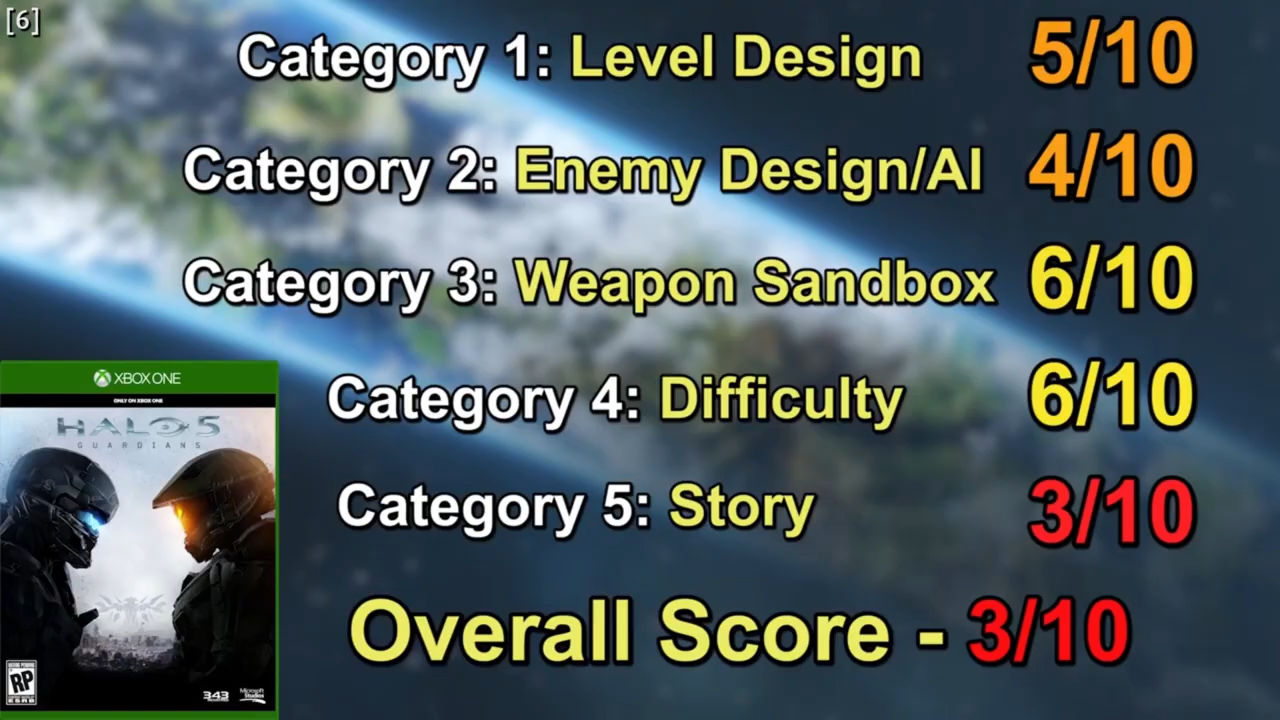 [6]
Category 1: Level Design 5/10
Category 2: Enemy Design/AI 4/10
Category 3: Weapon Sandbox 6/10
Category 4: Difficulty 6/10
Category 5: Story 3/10
Overall Score - 3/10
XBOX ONE
ONLY ON XBOX ONE
HALO 5
GUARDIANS
RATING PENDING
RP
ESRB
343
Microsoft
Studios